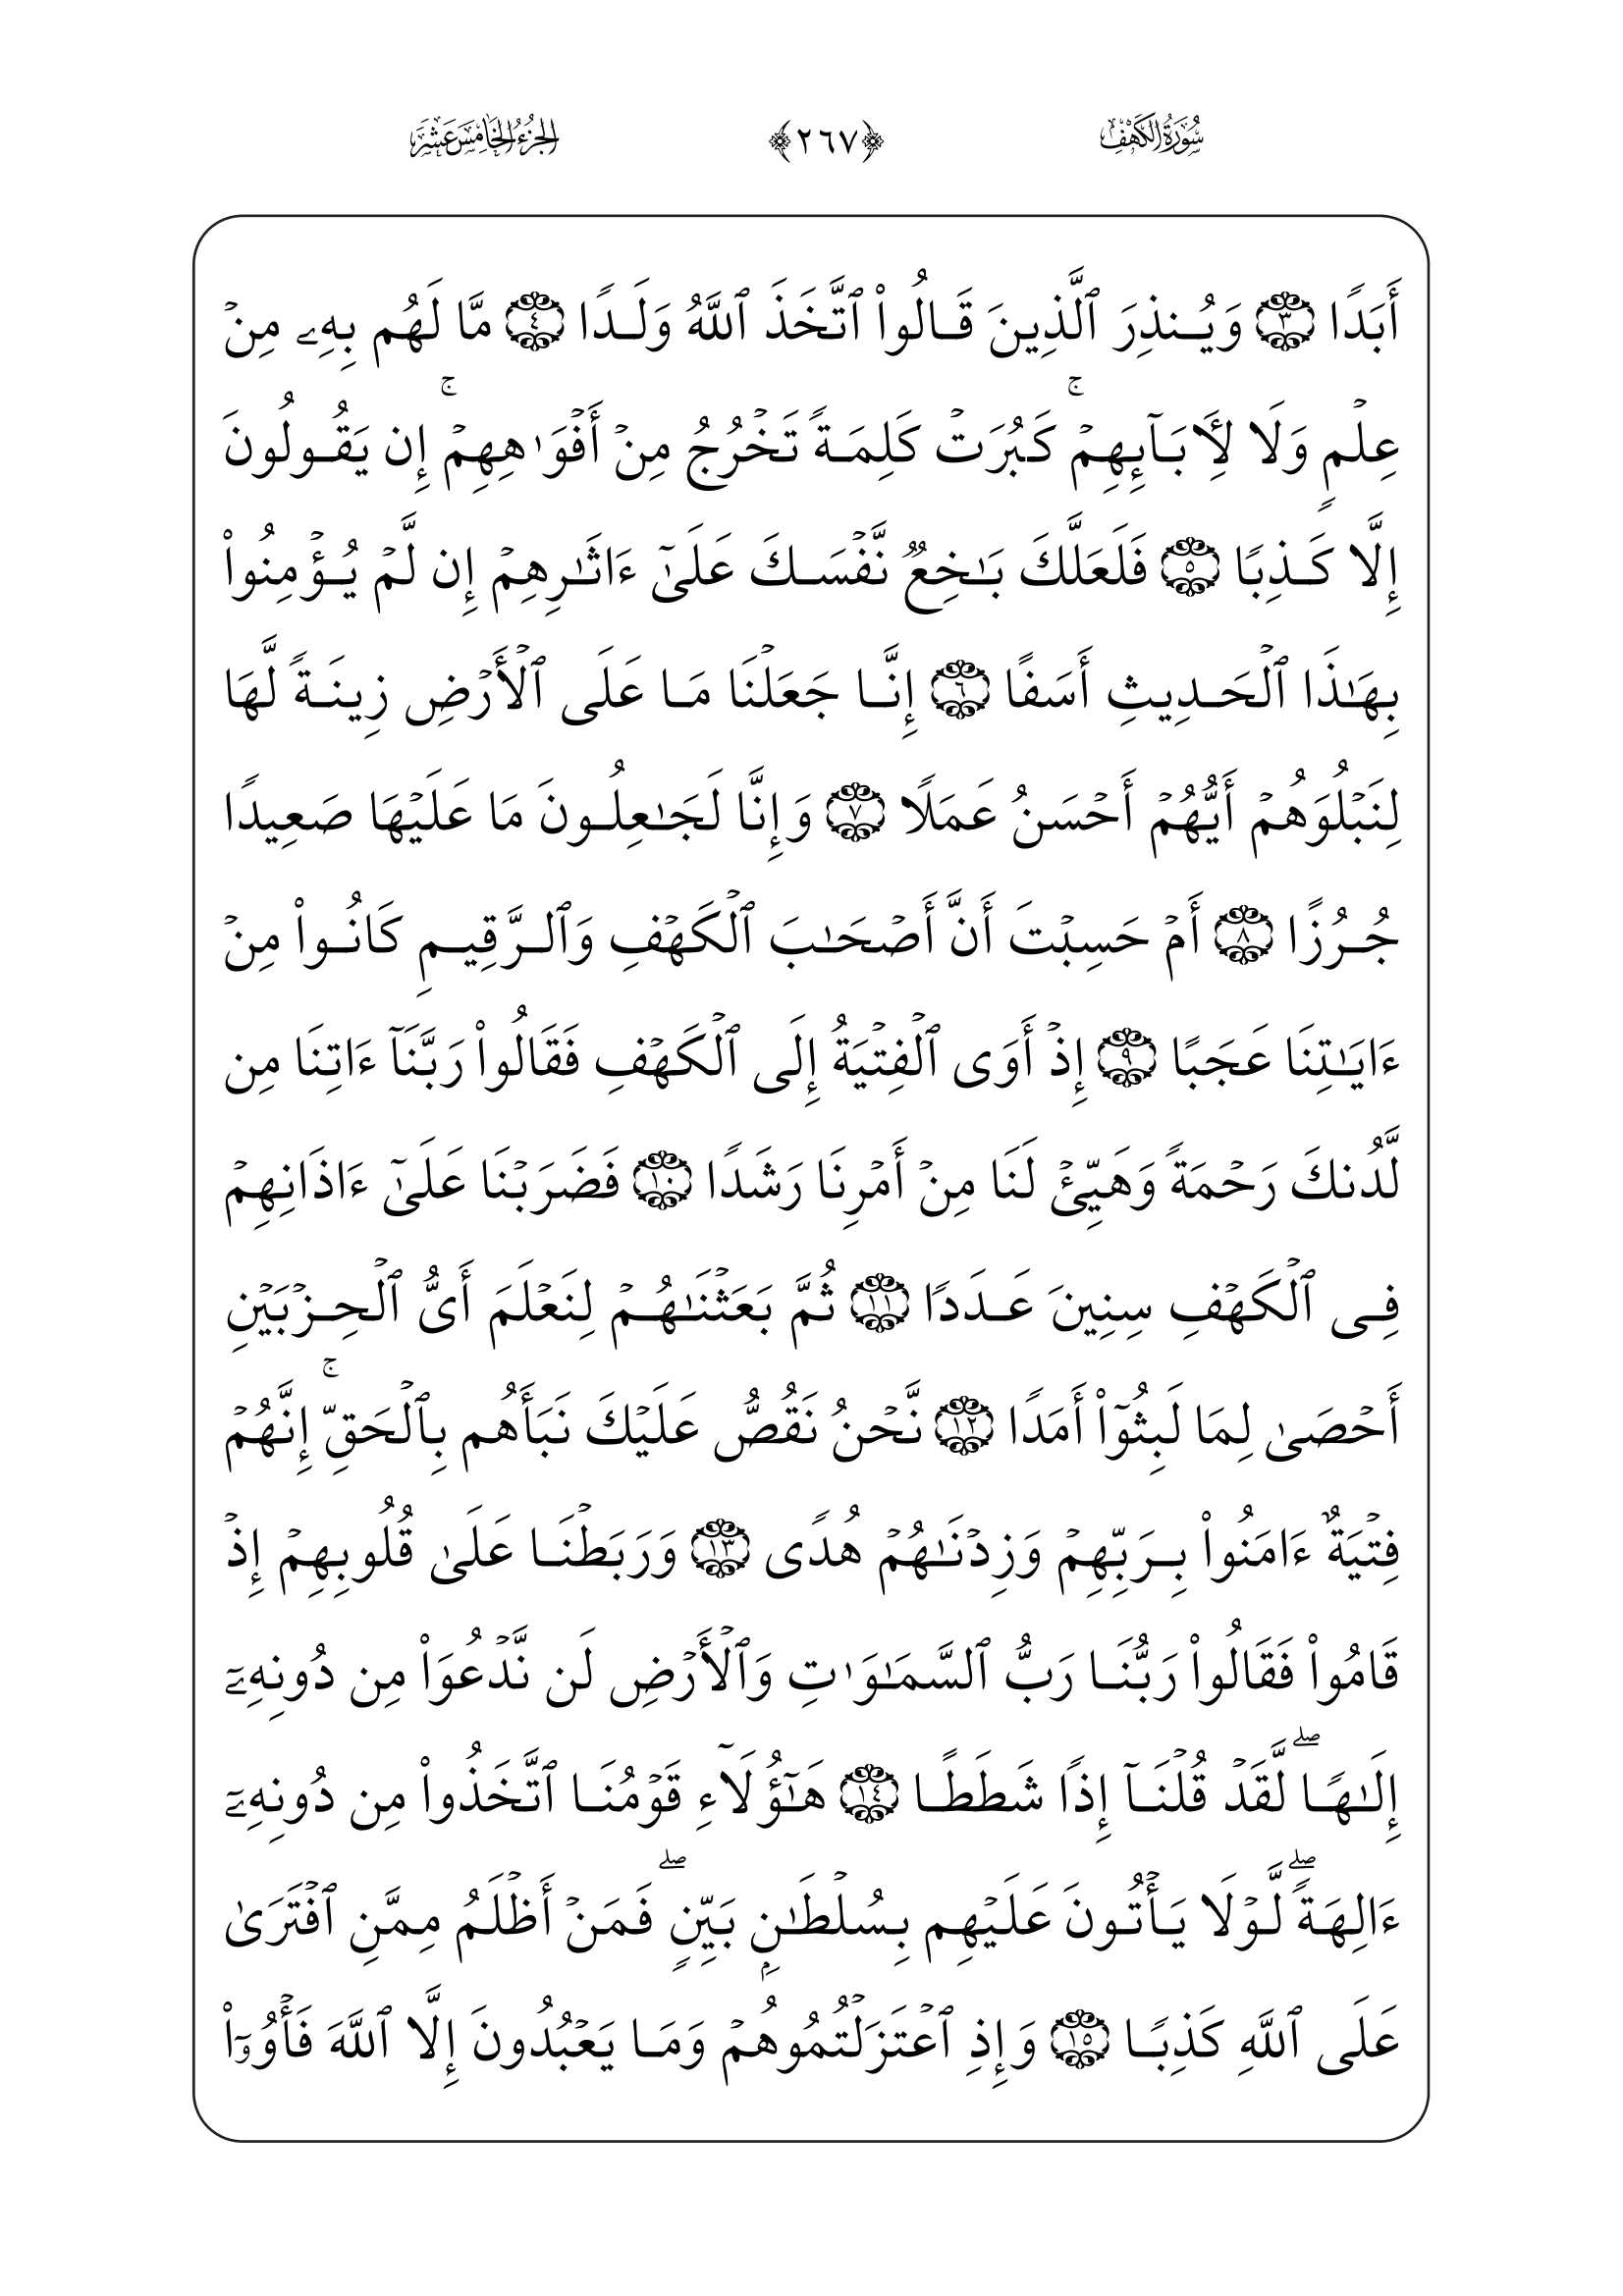 سُورَةُ الكَهْفِ ﴿٢٦٧﴾ الجُزْءُ الخَامِسَ عَشَرَ
أَبَدًا ٣ وَيُنذِرَ ٱلَّذِينَ قَالُواْ ٱتَّخَذَ ٱللَّهُ وَلَدًا ٤ مَّا لَهُم بِهِۦ مِنۡ
عِلۡمٍ وَلَا لِأٓبَآئِهِمۡۚ كَبُرَتۡ كَلِمَةً تَخۡرُجُ مِنۡ أَفۡوَٰهِهِمۡۚ إِن يَقُولُونَ
إِلَّا كَذِبًا ٥ فَلَعَلَّكَ بَٰخِعٌ نَّفۡسَكَ عَلَىٰٓ ءَاثَٰرِهِمۡ إِن لَّمۡ يُؤۡمِنُواْ
بِهَٰذَا ٱلۡحَدِيثِ أَسَفًا ٦ إِنَّا جَعَلۡنَا مَا عَلَى ٱلۡأَرۡضِ زِينَةً لَّهَا
لِنَبۡلُوَهُمۡ أَيُّهُمۡ أَحۡسَنُ عَمَلًا ٧ وَإِنَّا لَجَٰعِلُونَ مَا عَلَيۡهَا صَعِيدًا
جُرُزًا ٨ أَمۡ حَسِبۡتَ أَنَّ أَصۡحَٰبَ ٱلۡكَهۡفِ وَٱلرَّقِيمِ كَانُواْ مِنۡ
ءَايَٰتِنَا عَجَبًا ٩ إِذۡ أَوَى ٱلۡفِتۡيَةُ إِلَى ٱلۡكَهۡفِ فَقَالُواْ رَبَّنَآ ءَاتِنَا مِن
لَّدُنكَ رَحۡمَةً وَهَيِّئۡ لَنَا مِنۡ أَمۡرِنَا رَشَدًا ١٠ فَضَرَبۡنَا عَلَىٰٓ ءَاذَانِهِمۡ
فِى ٱلۡكَهۡفِ سِنِينَ عَدَدًا ١١ ثُمَّ بَعَثۡنَٰهُمۡ لِنَعۡلَمَ أَىُّ ٱلۡحِزۡبَيۡنِ
أَحۡصَىٰ لِمَا لَبِثُوٓاْ أَمَدًا ١٢ نَّحۡنُ نَقُصُّ عَلَيۡكَ نَبَأَهُم بِٱلۡحَقِّۚ إِنَّهُمۡ
فِتۡيَةٌ ءَامَنُواْ بِرَبِّهِمۡ وَزِدۡنَٰهُمۡ هُدًى ١٣ وَرَبَطۡنَا عَلَىٰ قُلُوبِهِمۡ إِذۡ
قَامُواْ فَقَالُواْ رَبُّنَا رَبُّ ٱلسَّمَٰوَٰتِ وَٱلۡأَرۡضِ لَن نَّدۡعُوَاْ مِن دُونِهِۦٓ
إِلَٰهًاۖ لَّقَدۡ قُلۡنَآ إِذًا شَطَطًا ١٤ هَٰٓؤُلَآءِ قَوۡمُنَا ٱتَّخَذُواْ مِن دُونِهِۦٓ
ءَالِهَةًۖ لَّوۡلَا يَأۡتُونَ عَلَيۡهِم بِسُلۡطَٰنِۭ بَيِّنٍۖ فَمَنۡ أَظۡلَمُ مِمَّنِ ٱفۡتَرَىٰ
عَلَى ٱللَّهِ كَذِبًا ١٥ وَإِذِ ٱعۡتَزَلۡتُمُوهُمۡ وَمَا يَعۡبُدُونَ إِلَّا ٱللَّهَ فَأۡوُۥٓاْ